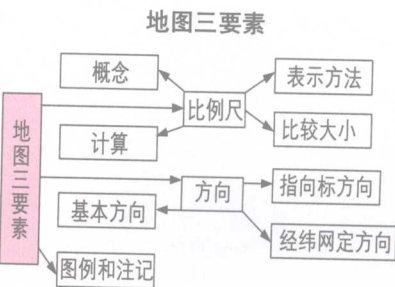 地图三要素
概念
表示方法
比例尺
计算
比较大小
地图三要素
方向
指向标方向
基本方向
经纬网定方向
图例和注记